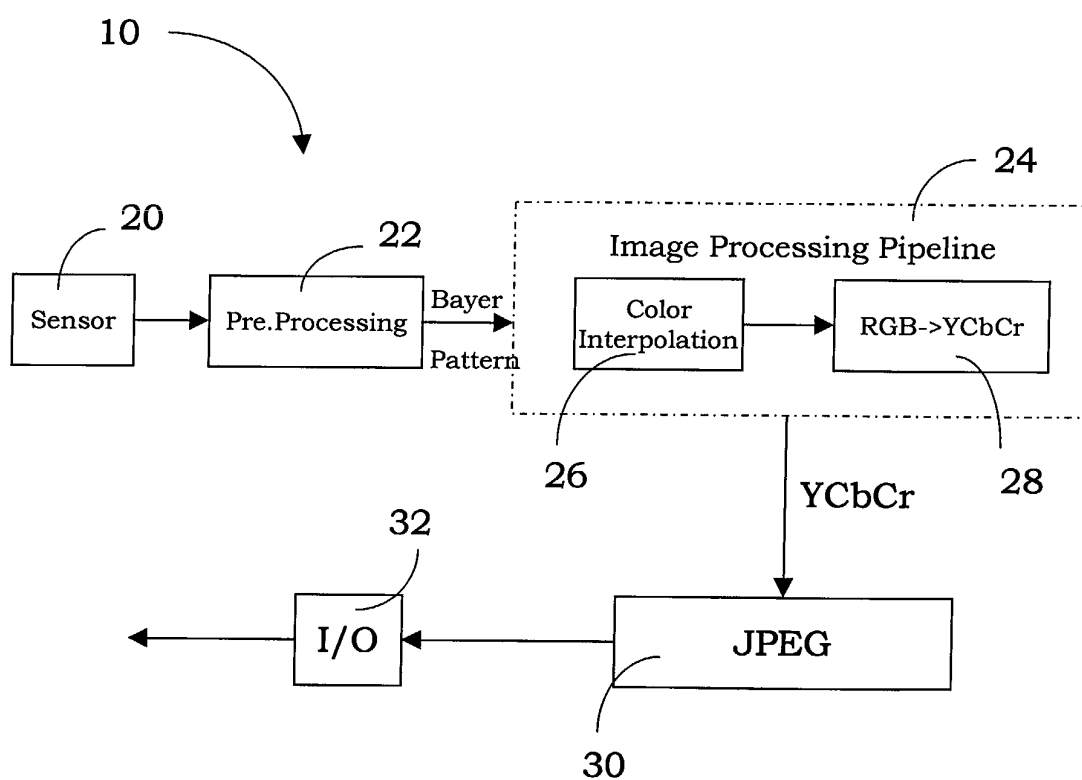 10
24
20
22
Image Processing Pipeline
Sensor
Pre.Processing
Bayer
Pattern
Color
Interpolation
RGB->YCbCr
26
28
YCbCr
32
I/O
JPEG
30